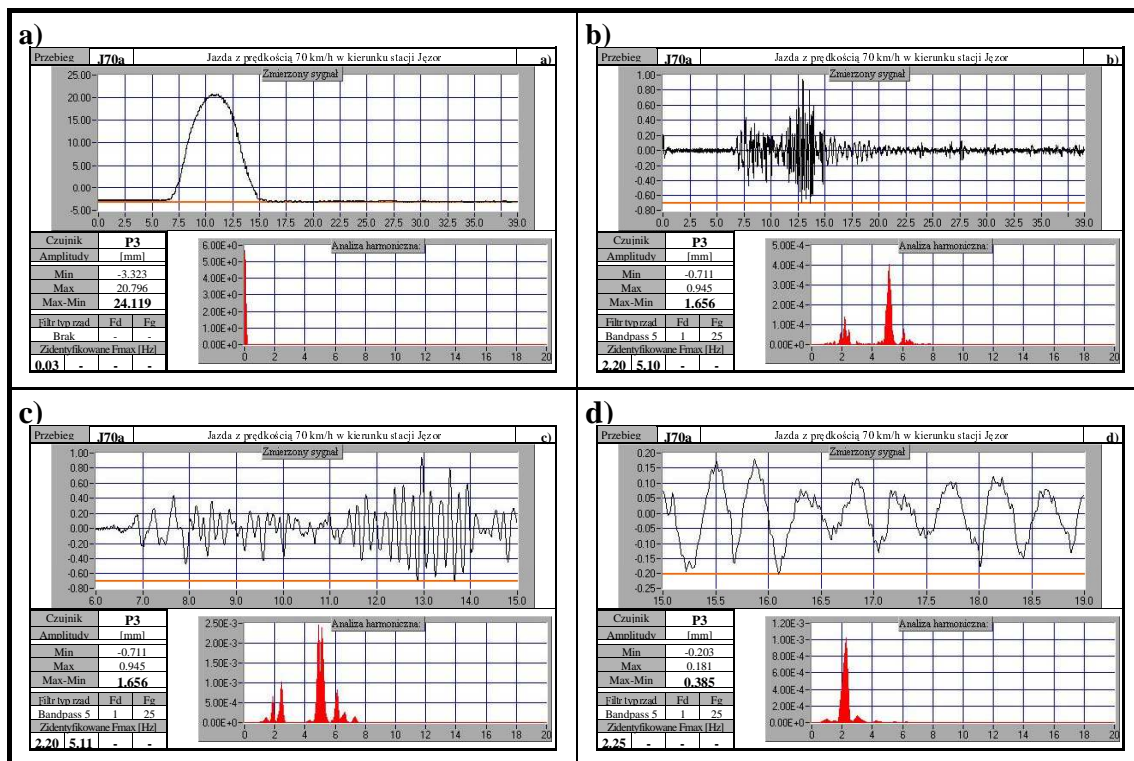 a)
Przebieg J70a Jazda z prędkością 70 km/h w kierunku stacji Jęzor a)
Zmierzony sygnał
25.00
20.00
15.00
10.00
5.00
0.00
-5.00
0.0 2.5 5.0 7.5 10.0 12.5 15.0 17.5 20.0 22.5 25.0 27.5 30.0 32.5 35.0 39.0
Czujnik P3
Amplitudy [mm]
Min -3.323
Max 20.796
Max-Min 24.119
Filtr typ rząd Fd Fg
Brak - -
Zidentyfikowane Fmax [Hz]
0.03 - - -
Analiza harmoniczna:
6.00E+0
5.00E+0
4.00E+0
3.00E+0
2.00E+0
1.00E+0
0.00E+0
0 2 4 6 8 10 12 14 16 18 20
b)
Przebieg J70a Jazda z prędkością 70 km/h w kierunku stacji Jęzor b)
Zmierzony sygnał
1.00
0.80
0.60
0.40
0.20
0.00
-0.20
-0.40
-0.60
-0.80
0.0 2.5 5.0 7.5 10.0 12.5 15.0 17.5 20.0 22.5 25.0 27.5 30.0 32.5 35.0 39.0
Czujnik P3
Amplitudy [mm]
Min -0.711
Max 0.945
Max-Min 1.656
Filtr typ rząd Fd Fg
Bandpass 5 1 25
Zidentyfikowane Fmax [Hz]
2.20 5.10 - -
Analiza harmoniczna:
5.00E-4
4.00E-4
3.00E-4
2.00E-4
1.00E-4
0.00E+0
0 2 4 6 8 10 12 14 16 18 20
c)
Przebieg J70a Jazda z prędkością 70 km/h w kierunku stacji Jęzor c)
Zmierzony sygnał
1.00
0.80
0.60
0.40
0.20
0.00
-0.20
-0.40
-0.60
-0.80
6.0 7.0 8.0 9.0 10.0 11.0 12.0 13.0 14.0 15.0
Czujnik P3
Amplitudy [mm]
Min -0.711
Max 0.945
Max-Min 1.656
Filtr typ rząd Fd Fg
Bandpass 5 1 25
Zidentyfikowane Fmax [Hz]
2.20 5.11 - -
Analiza harmoniczna:
2.50E-3
2.00E-3
1.50E-3
1.00E-3
5.00E-4
0.00E+0
0 2 4 6 8 10 12 14 16 18 20
d)
Przebieg J70a Jazda z prędkością 70 km/h w kierunku stacji Jęzor d)
Zmierzony sygnał
0.20
0.15
0.10
0.05
0.00
-0.05
-0.10
-0.15
-0.20
-0.25
15.0 15.5 16.0 16.5 17.0 17.5 18.0 18.5 19.0
Czujnik P3
Amplitudy [mm]
Min -0.203
Max 0.181
Max-Min 0.385
Filtr typ rząd Fd Fg
Bandpass 5 1 25
Zidentyfikowane Fmax [Hz]
2.25 - - -
Analiza harmoniczna:
1.20E-3
1.00E-3
8.00E-4
6.00E-4
4.00E-4
2.00E-4
0.00E+0
0 2 4 6 8 10 12 14 16 18 20